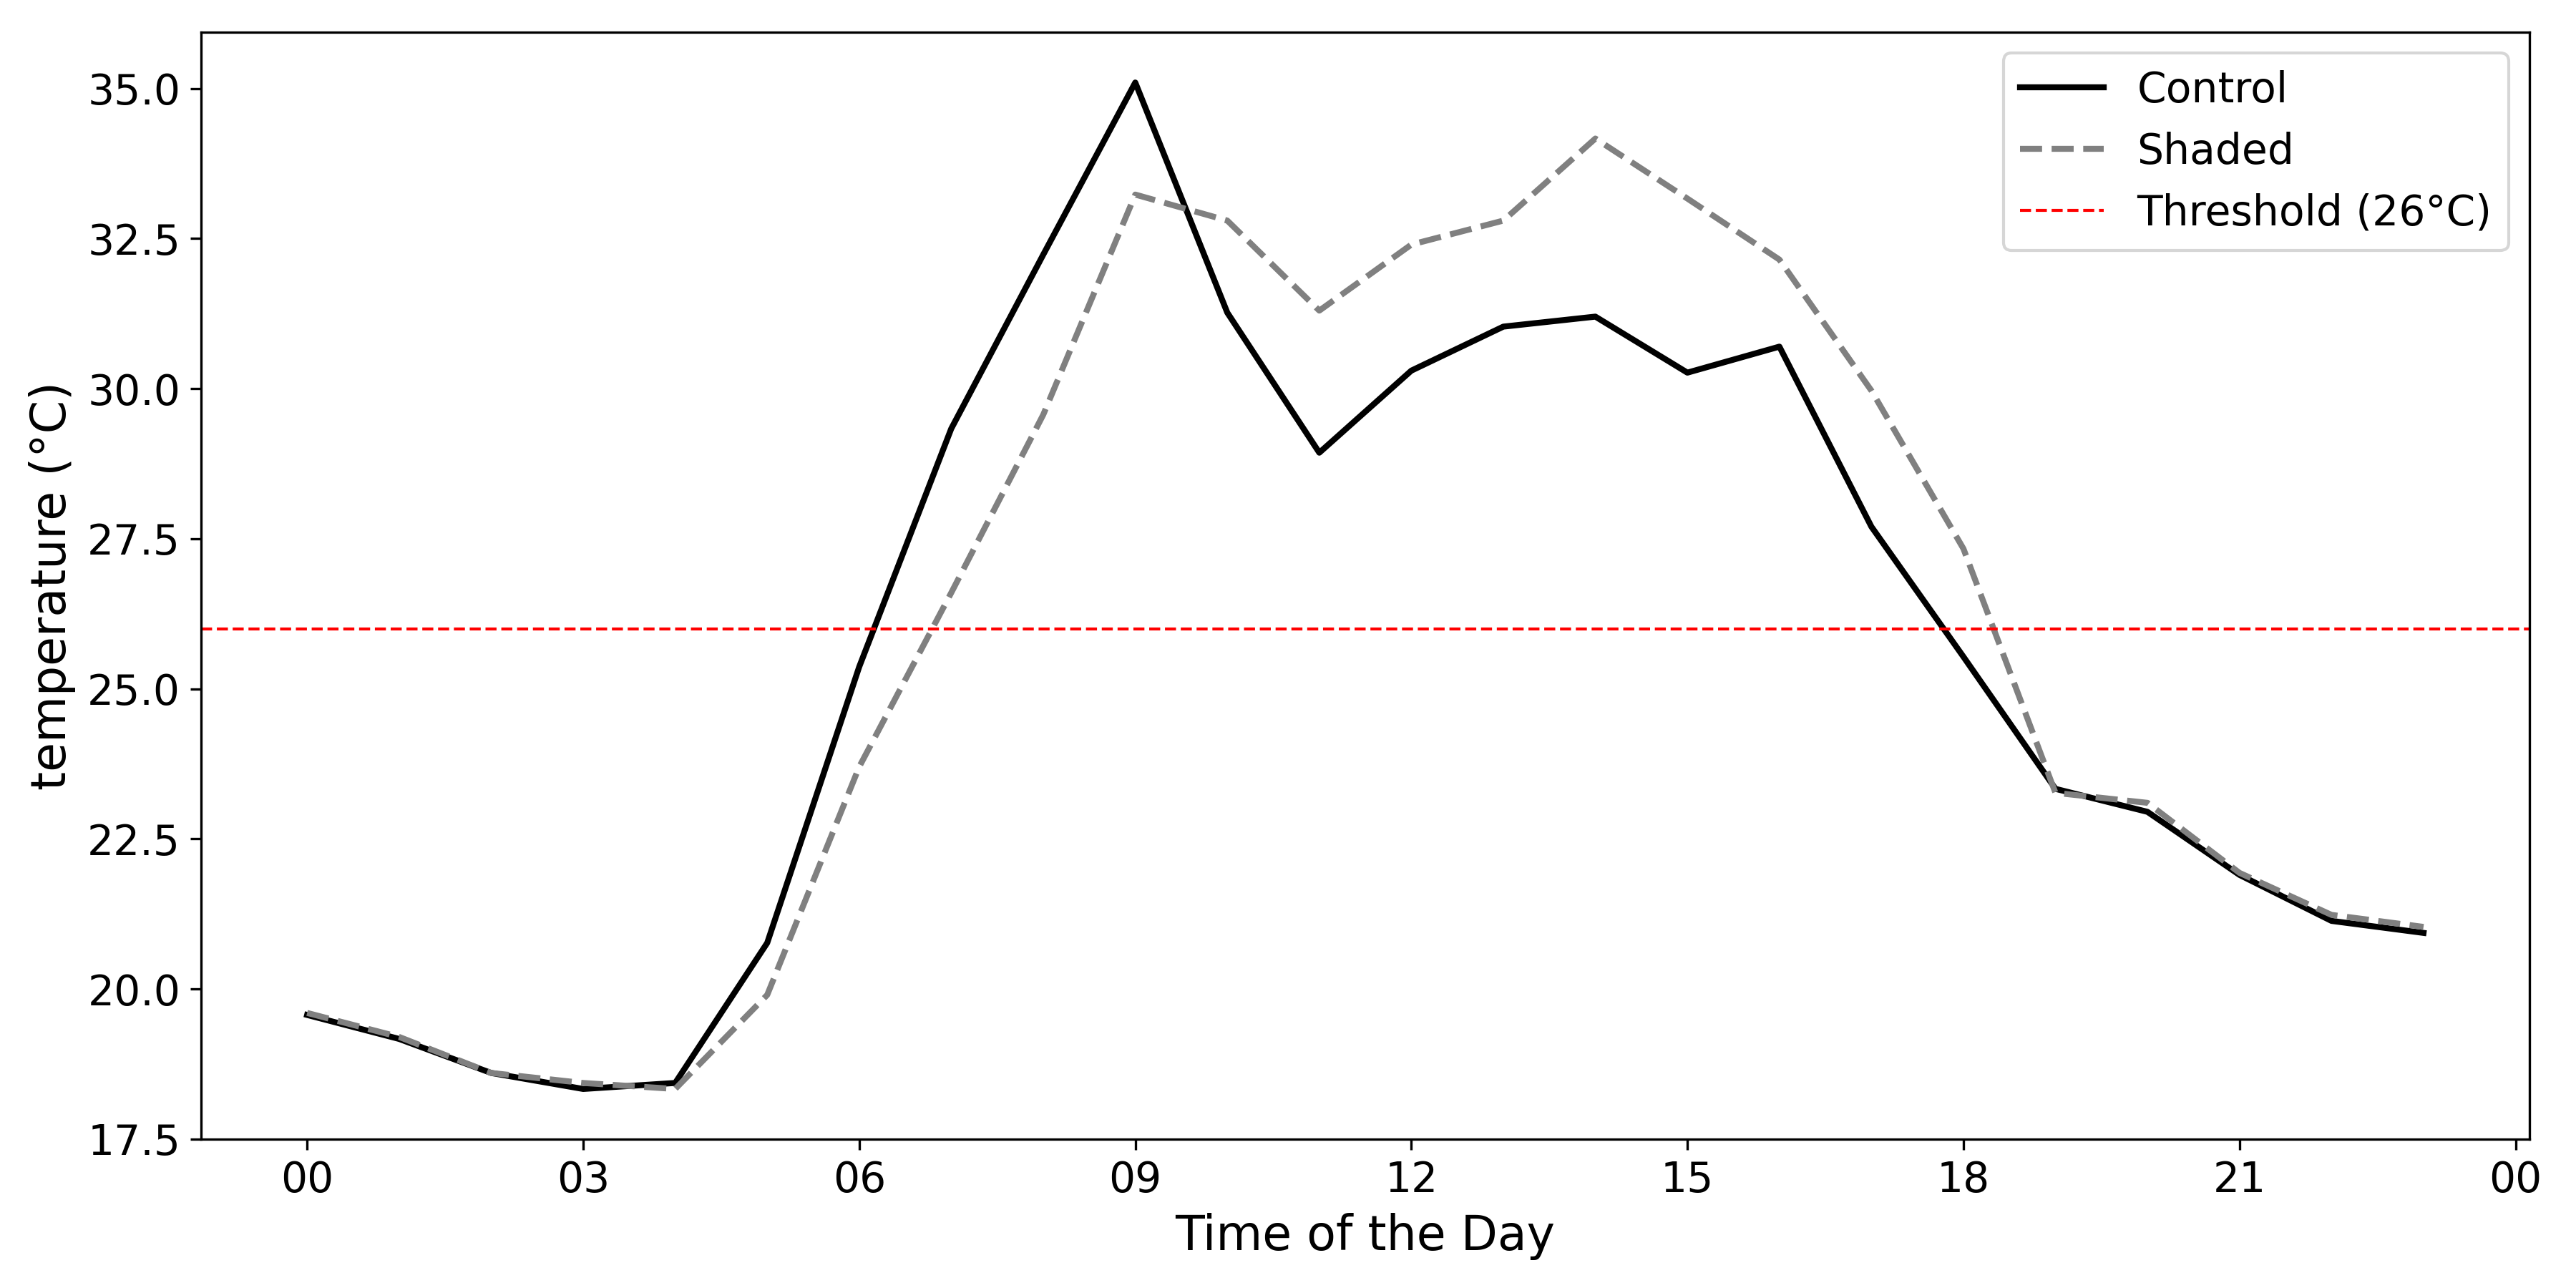 Control
Shaded
Threshold (26°C)
35.0
32.5
30.0
27.5
25.0
22.5
20.0
17.5
temperature (°C)
00 03 06 09 12 15 18 21 00
Time of the Day